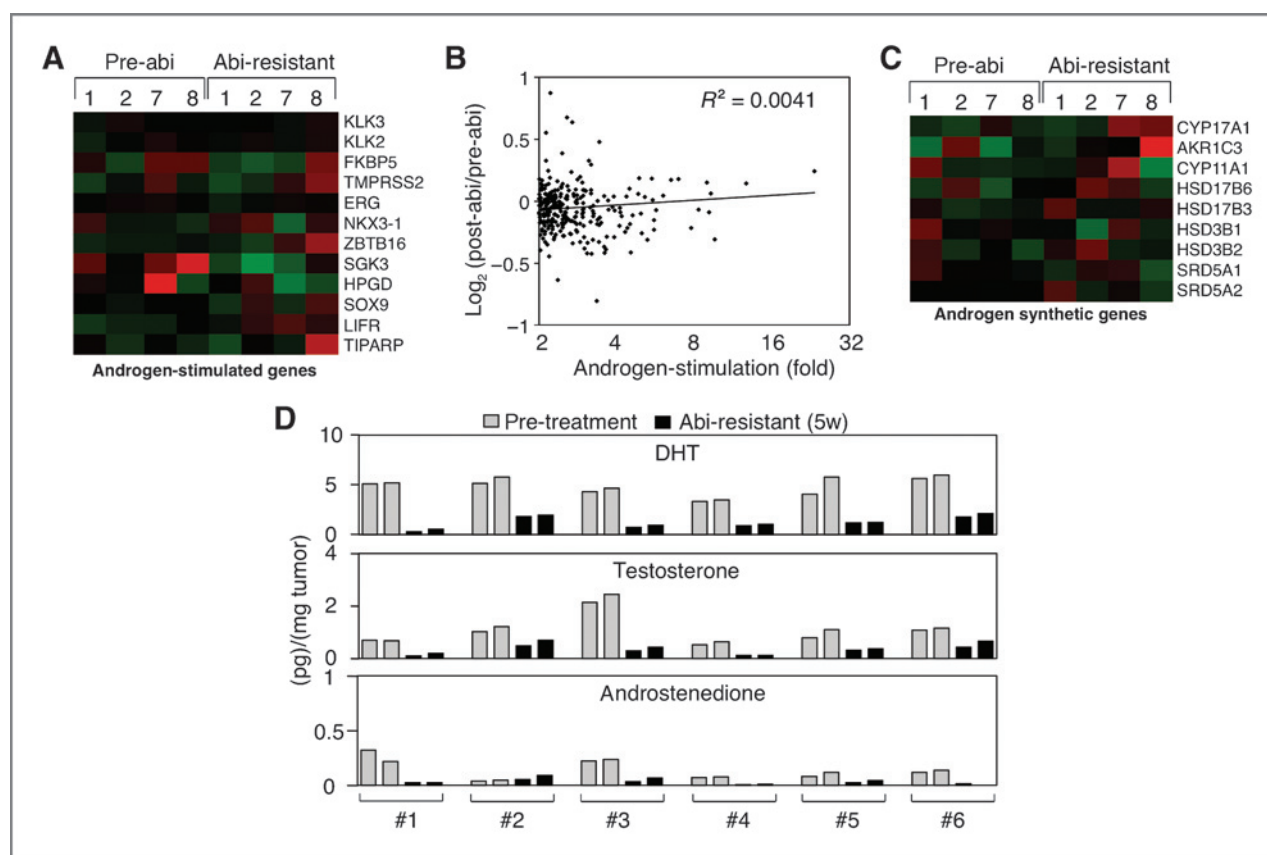 A
Pre-abi Abi-resistant
1 2 7 8 1 2 7 8
KLK3
KLK2
FKBP5
TMPRSS2
ERG
NKX3-1
ZBTB16
SGK3
HPGD
SOX9
LIFR
TIPARP
Androgen-stimulated genes
B
R² = 0.0041
Log₂ (post-abi/pre-abi)
1
0.5
0
−0.5
−1
2 4 8 16 32
Androgen-stimulation (fold)
C
Pre-abi Abi-resistant
1 2 7 8 1 2 7 8
CYP17A1
AKR1C3
CYP11A1
HSD17B6
HSD17B3
HSD3B1
HSD3B2
SRD5A1
SRD5A2
Androgen synthetic genes
D
Pre-treatment Abi-resistant (5w)
(pg)/(mg tumor)
DHT
10
5
0
Testosterone
4
2
0
Androstenedione
1
0.5
0
#1 #2 #3 #4 #5 #6